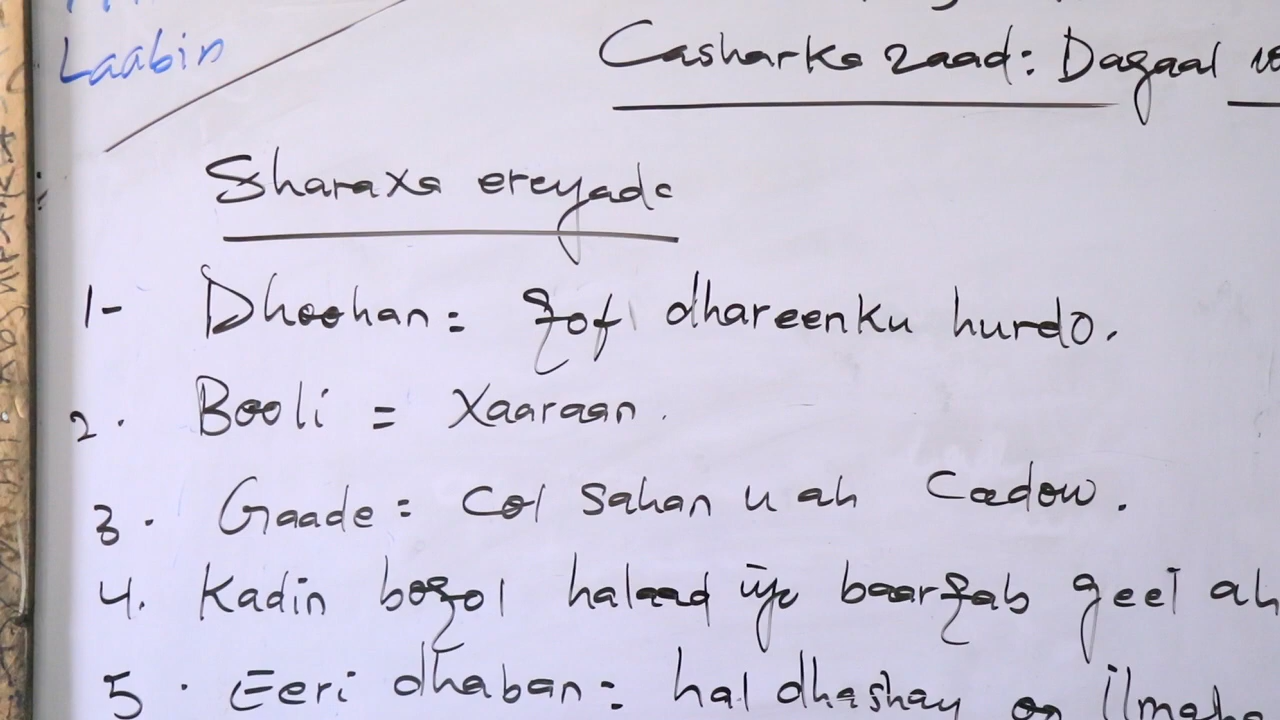 Laabin
Casharka 2aad: Dagaal
Sharaxa ereyada
1- Dhoohan = qof dhareenku hurdo.
2. Booli = Xaaraan.
3. Gaade = Col sahan u ah Cadow.
4. Kadin boqol halaad iyo baarqab geel ah
5. Eeri dhaban = hal dhashay oo ilmaha